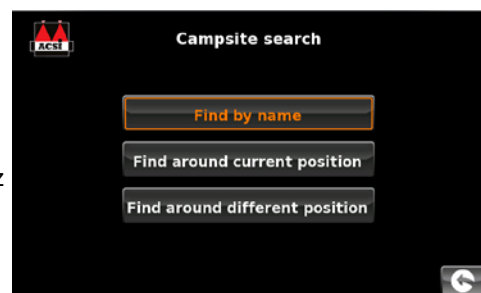 ACSI
Campsite search
Find by name
Find around current position
z
Find around different position